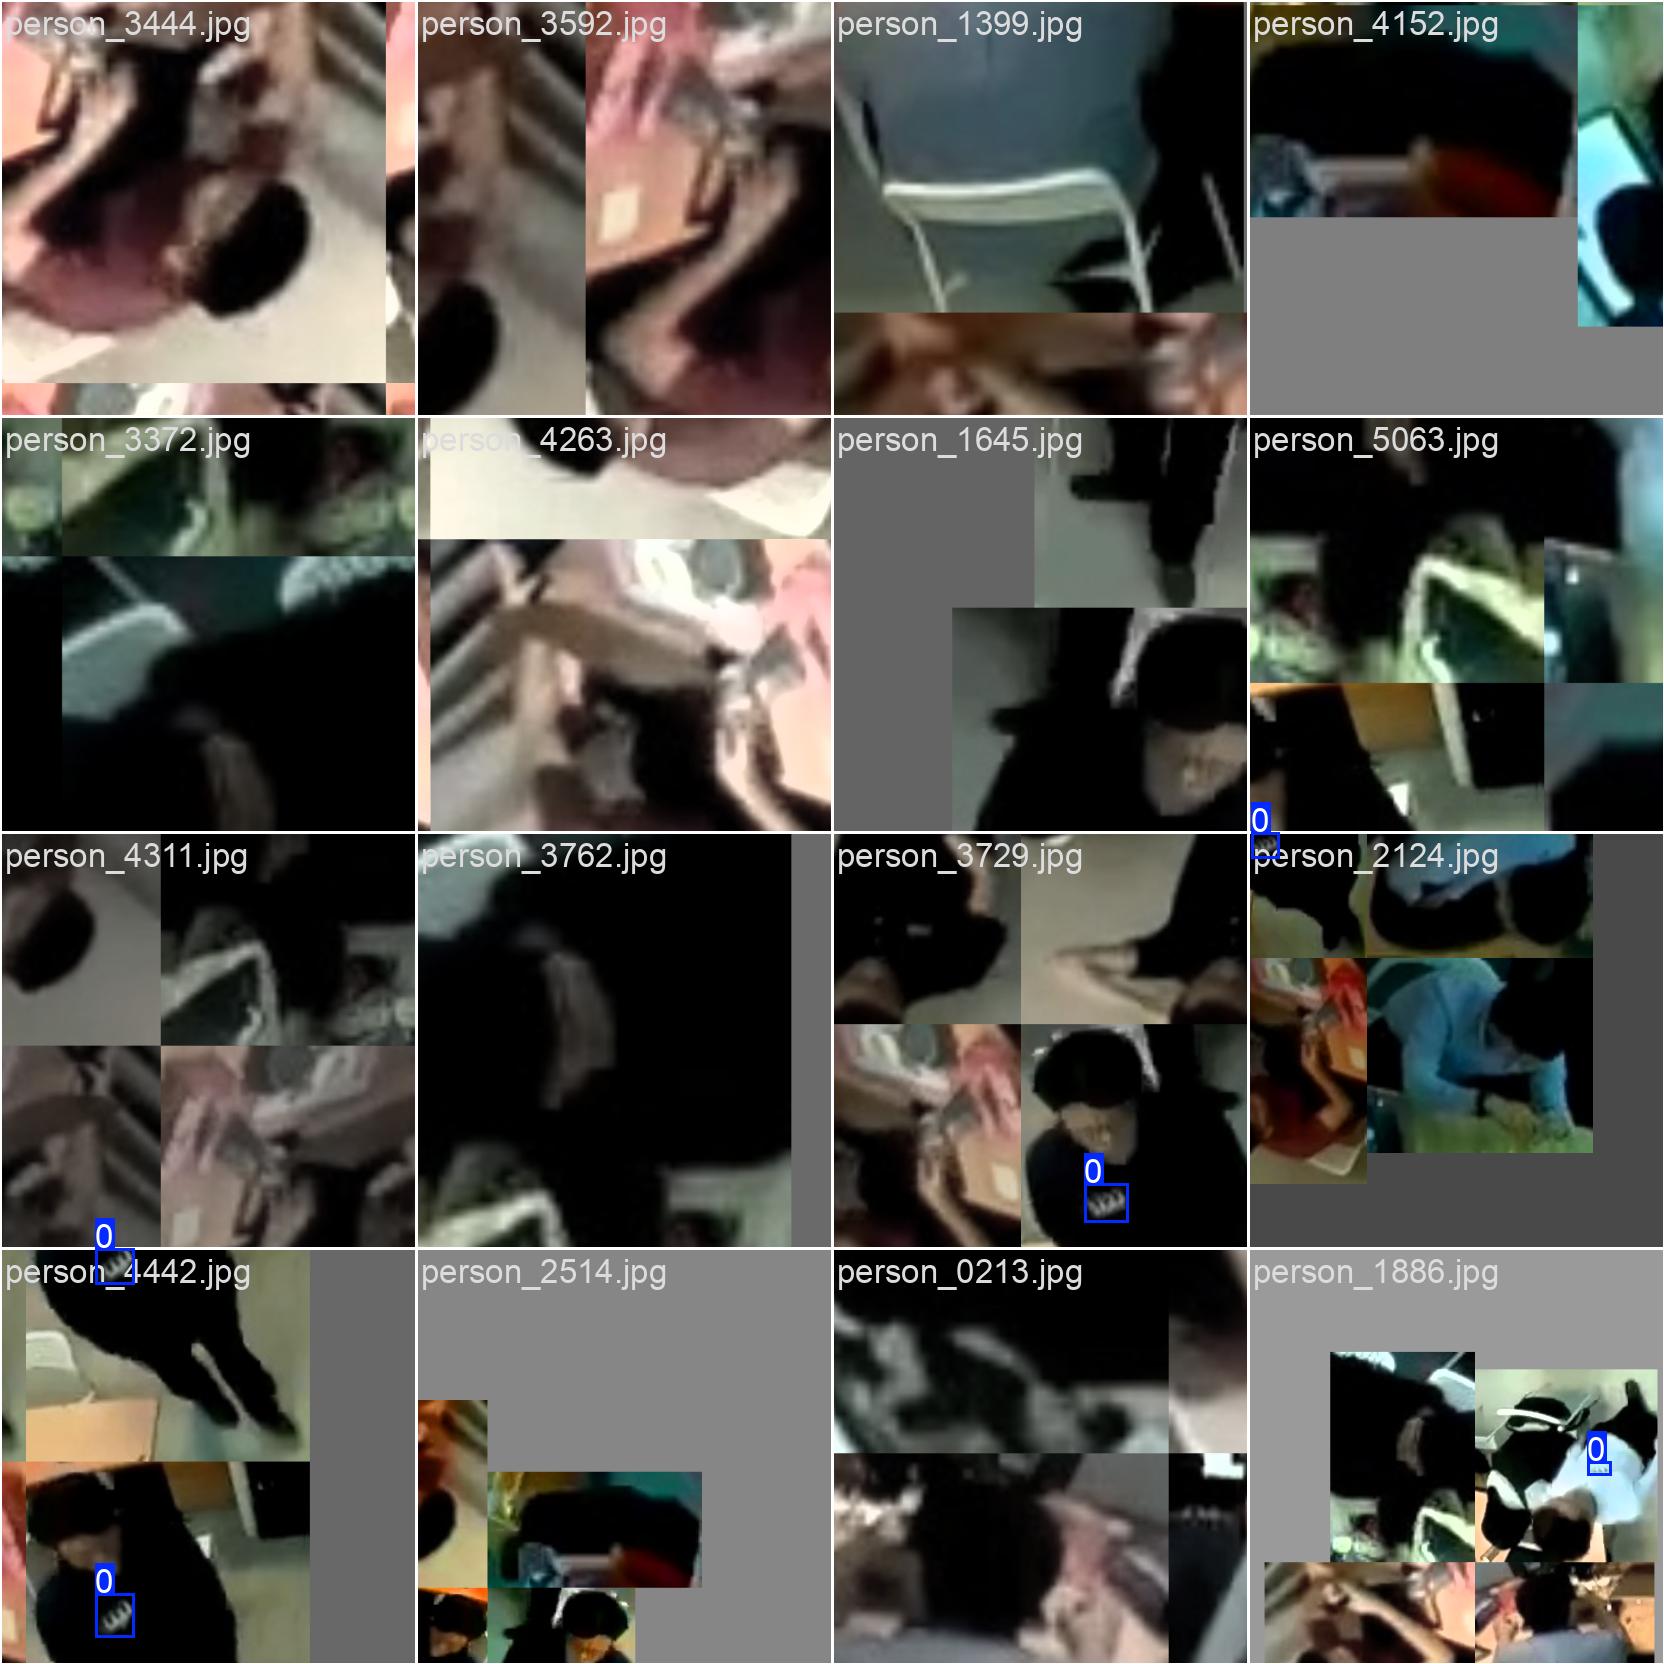 person_3444.jpg
person_3592.jpg
person_1399.jpg
person_4152.jpg
person_3372.jpg
person_4263.jpg
person_1645.jpg
person_5063.jpg
0
person_4311.jpg
person_3762.jpg
person_3729.jpg
person_2124.jpg
0
0
person_4442.jpg
person_2514.jpg
person_0213.jpg
person_1886.jpg
0
0